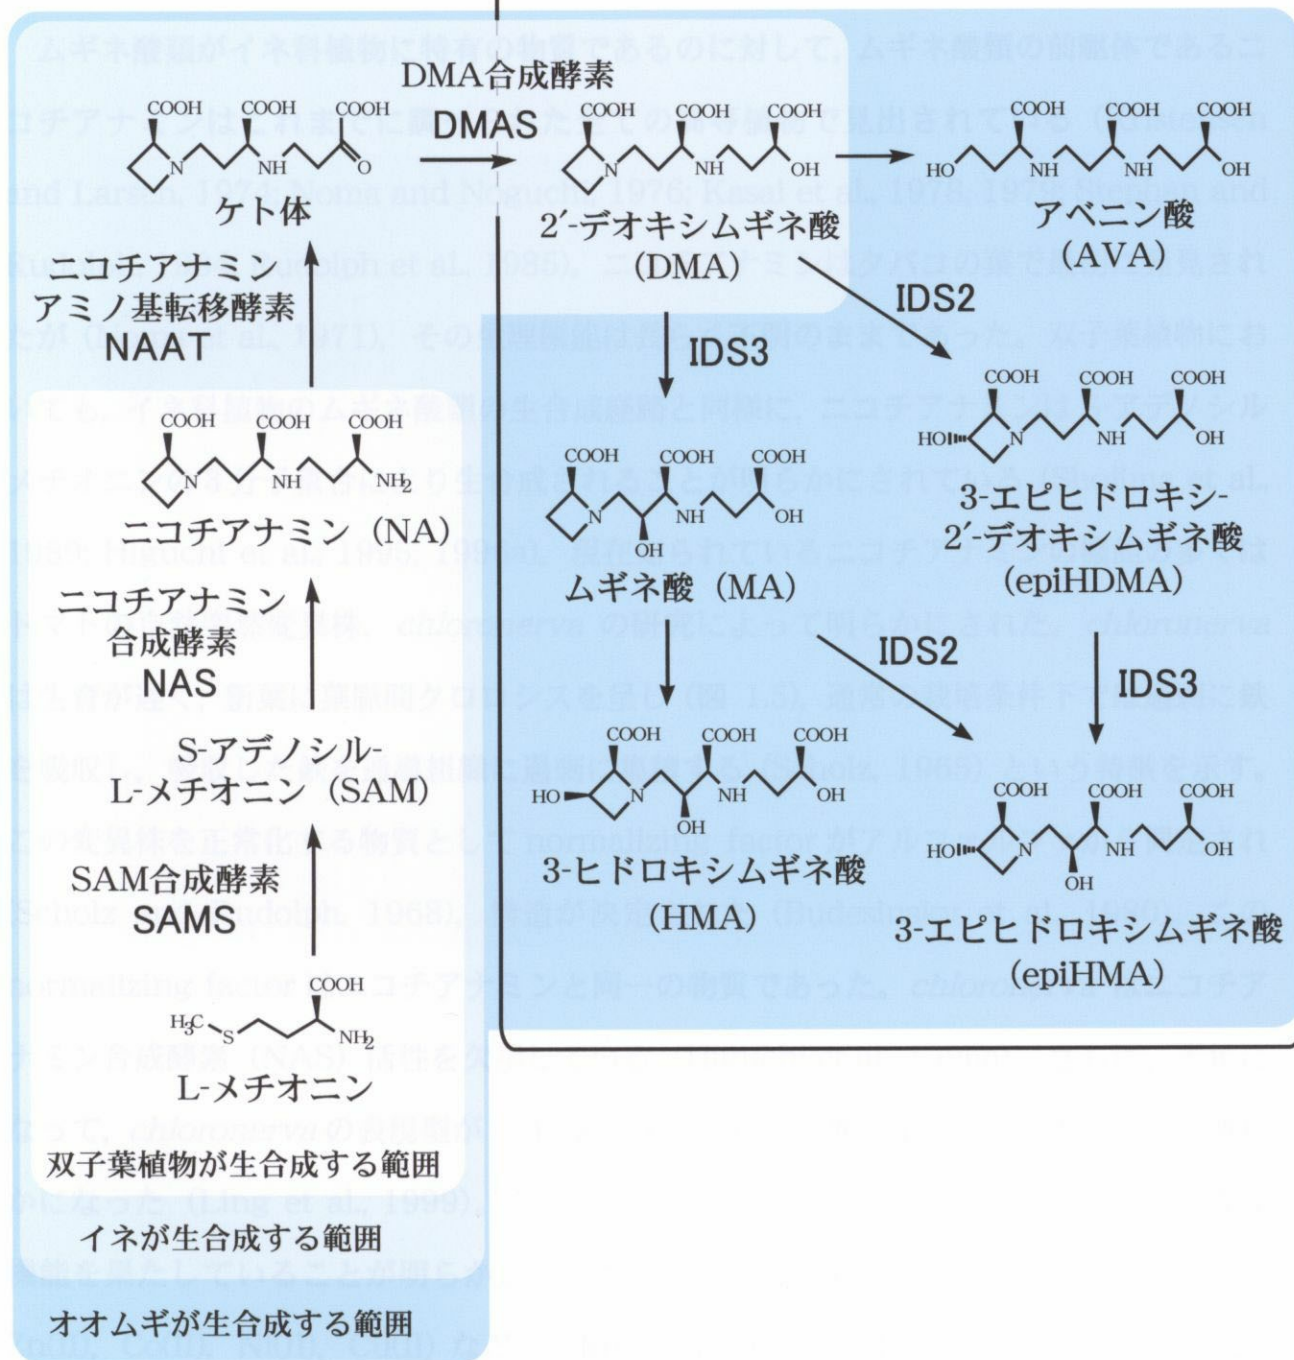 DMA合成酵素
DMAS
COOH COOH COOH
N NH O
ケト体
COOH COOH COOH
N NH OH
2′-デオキシムギネ酸
(DMA)
COOH COOH COOH
HO NH NH OH
アベニン酸
(AVA)
ニコチアナミン・
アミノ基転移酵素
NAAT
IDS3
IDS2
COOH COOH COOH
N NH NH₂
ニコチアナミン（NA）
COOH COOH COOH
N NH OH
OH
ムギネ酸（MA）
COOH COOH COOH
HO N NH OH
3-エピヒドロキシ-
2′-デオキシムギネ酸
(epiHDMA)
ニコチアナミン
合成酵素
NAS
IDS2
IDS3
S-アデノシル-
L-メチオニン（SAM）
COOH COOH COOH
HO N NH OH
OH
3-ヒドロキシムギネ酸
(HMA)
COOH COOH COOH
HO N NH OH
OH
3-エピヒドロキシムギネ酸
(epiHMA)
SAM合成酵素
SAMS
COOH
H₃C S NH₂
L-メチオニン
双子葉植物が生合成する範囲
イネが生合成する範囲
オオムギが生合成する範囲